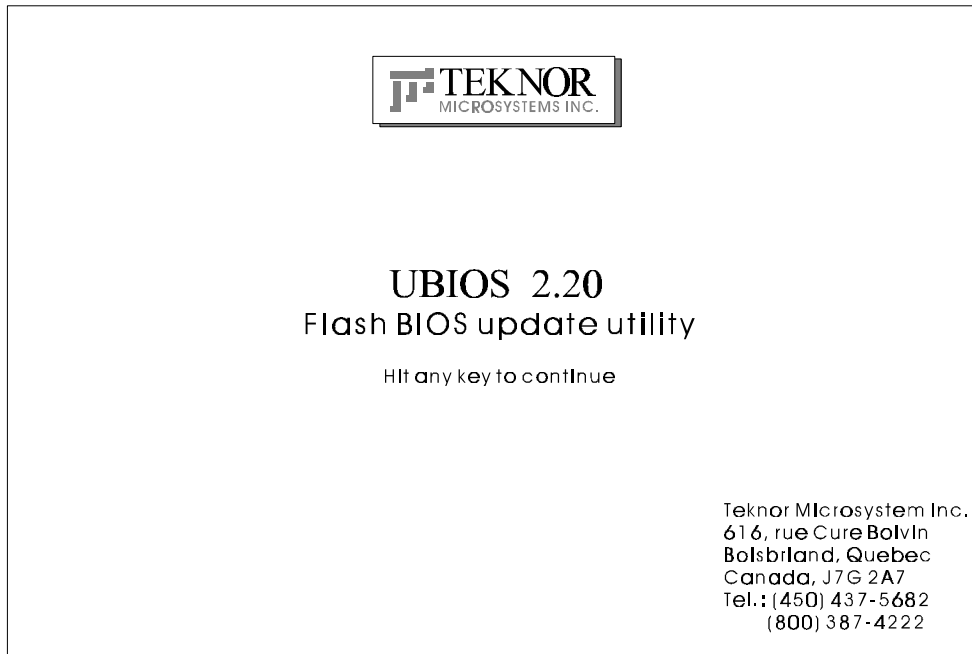 TEKNOR
MICROSYSTEMS INC.
UBIOS 2.20
Flash BIOS update utility
Hit any key to continue
Teknor Microsystem Inc.
616, rue Cure Boivin
Boisbriand, Quebec
Canada, J7G 2A7
Tel.: (450) 437-5682
(800) 387-4222